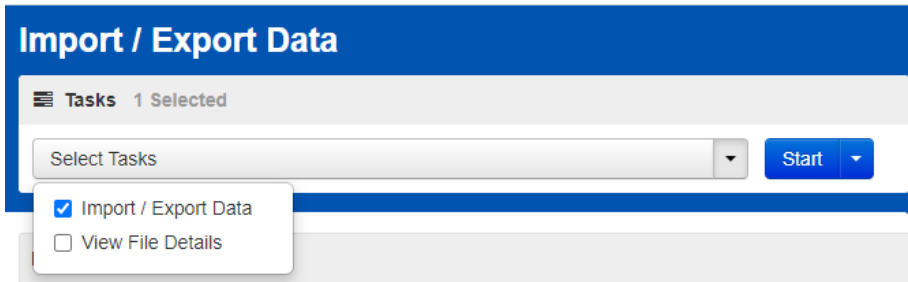 Import / Export Data
Tasks 1 Selected
Select Tasks
Start
Import / Export Data
View File Details